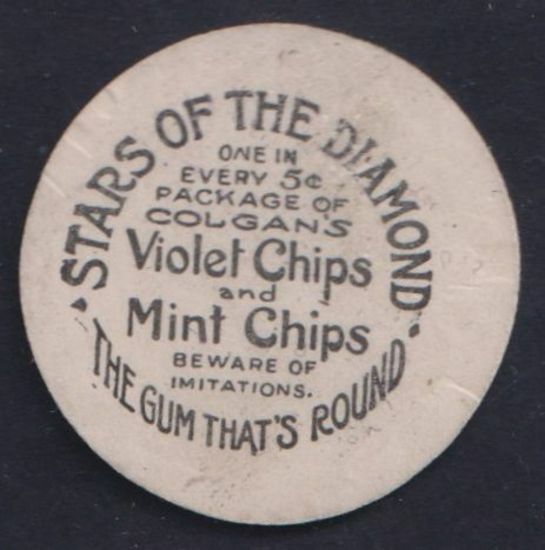 STARS OF THE DIAMOND
ONE IN
EVERY 5¢
PACKAGE OF
COLGAN'S
Violet Chips
and
Mint Chips
BEWARE OF
IMITATIONS.
THE GUM THAT'S ROUND